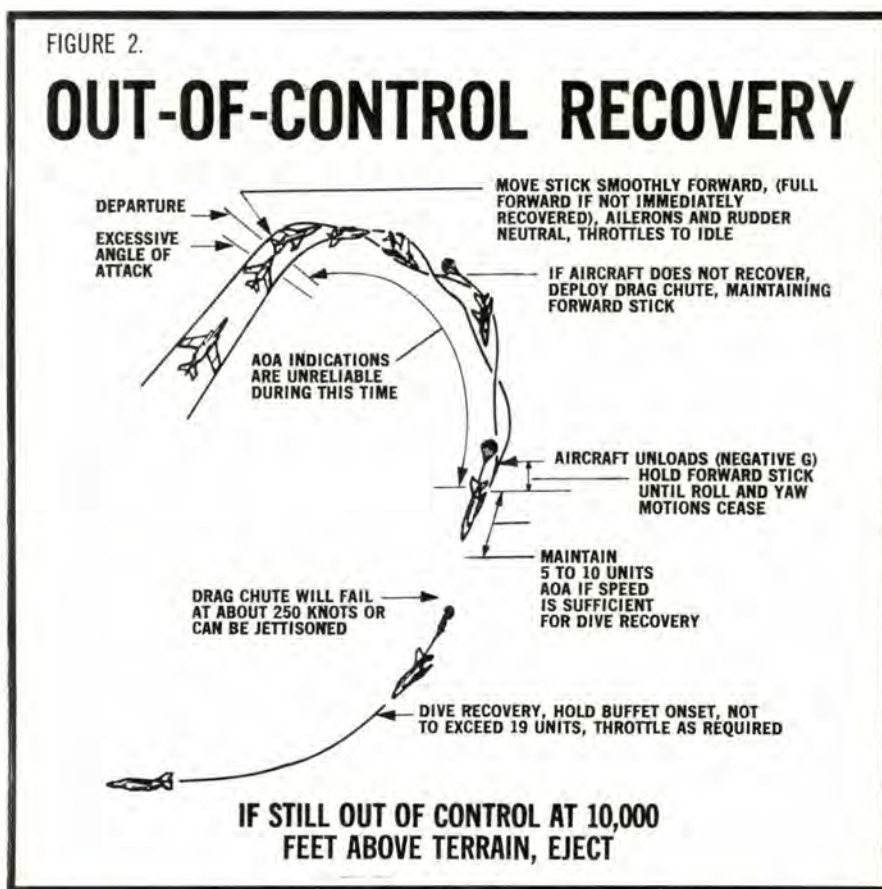 FIGURE 2.
OUT-OF-CONTROL RECOVERY
DEPARTURE
EXCESSIVE
ANGLE OF
ATTACK
MOVE STICK SMOOTHLY FORWARD, (FULL
FORWARD IF NOT IMMEDIATELY
RECOVERED), AILERONS AND RUDDER
NEUTRAL, THROTTLES TO IDLE
IF AIRCRAFT DOES NOT RECOVER,
DEPLOY DRAG CHUTE, MAINTAINING
FORWARD STICK
AOA INDICATIONS
ARE UNRELIABLE
DURING THIS TIME
AIRCRAFT UNLOADS (NEGATIVE G)
HOLD FORWARD STICK
UNTIL ROLL AND YAW
MOTIONS CEASE
MAINTAIN
5 TO 10 UNITS
AOA IF SPEED
IS SUFFICIENT
FOR DIVE RECOVERY
DRAG CHUTE WILL FAIL
AT ABOUT 250 KNOTS OR
CAN BE JETTISONED
DIVE RECOVERY, HOLD BUFFET ONSET, NOT
TO EXCEED 19 UNITS, THROTTLE AS REQUIRED
IF STILL OUT OF CONTROL AT 10,000
FEET ABOVE TERRAIN, EJECT